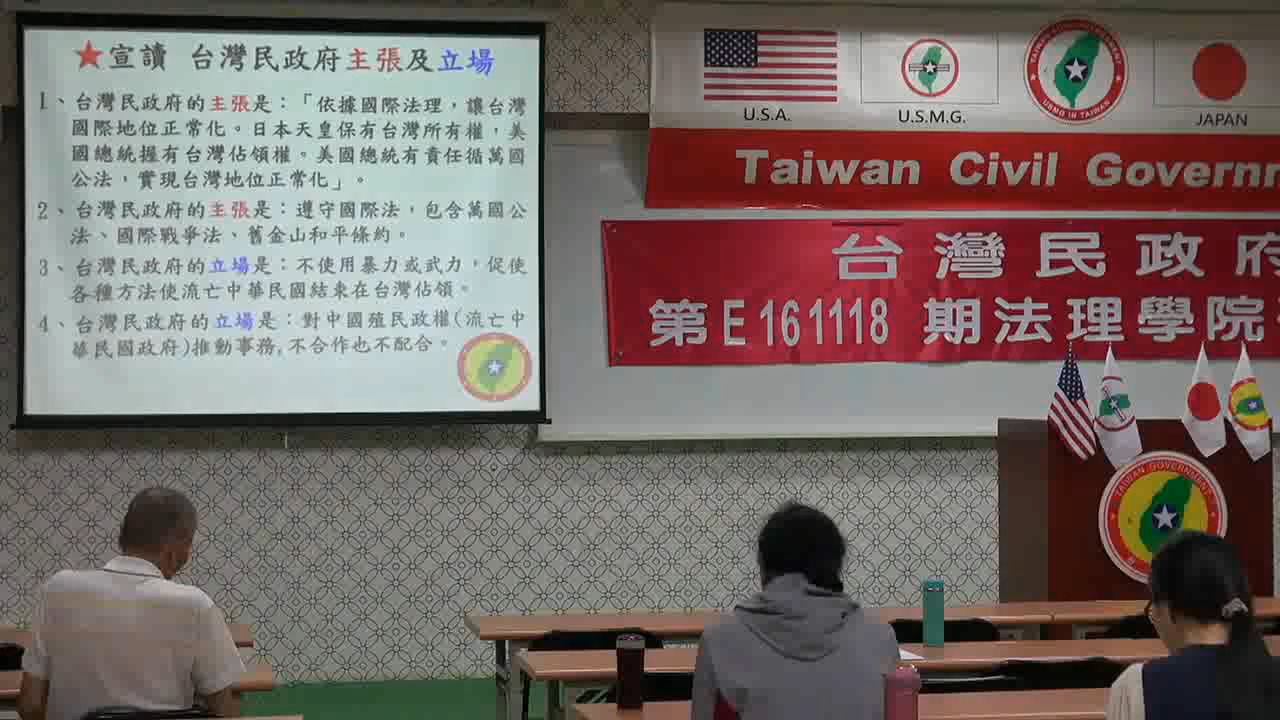 ★宣讀 台灣民政府主張及立場
1、台灣民政府的主張是：「依據國際法理，讓台灣
國際地位正常化。日本天皇保有台灣所有權，美
國總統握有台灣佔領權。美國總統有責任循萬國
公法，實現台灣地位正常化」。
2、台灣民政府的主張是：遵守國際法，包含萬國公
法、國際戰爭法、舊金山和平條約。
3、台灣民政府的立場是：不使用暴力或武力，促使
各種方法使流亡中華民國結束在台灣佔領。
4、台灣民政府的立場是：對中國殖民政權(流亡中
華民國政府)推動事務,不合作也不配合。
U.S.A.
U.S.M.G.
USMG IN TAIWAN
JAPAN
Taiwan Civil Governm
台灣民政府
第E161118期法理學院
TAIWAN GOVERNMENT